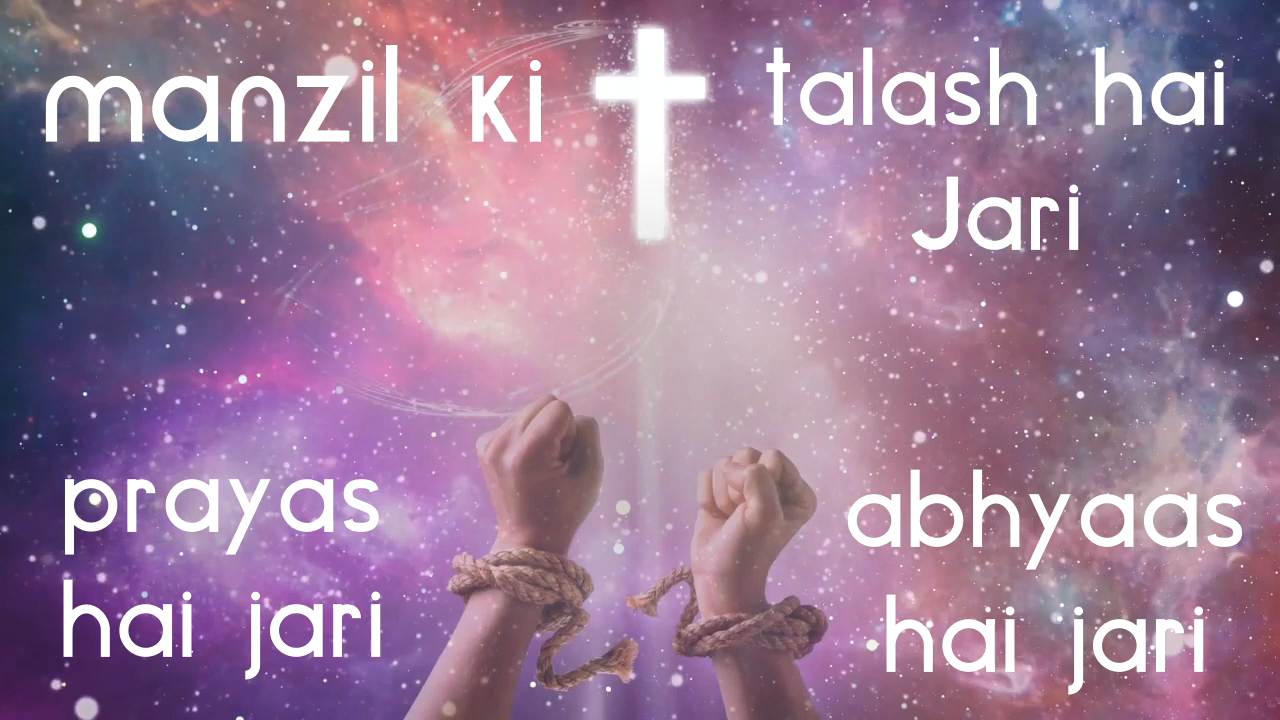 manzil ki talash hai
Jari
prayas
hai jari
abhyaas
hai jari